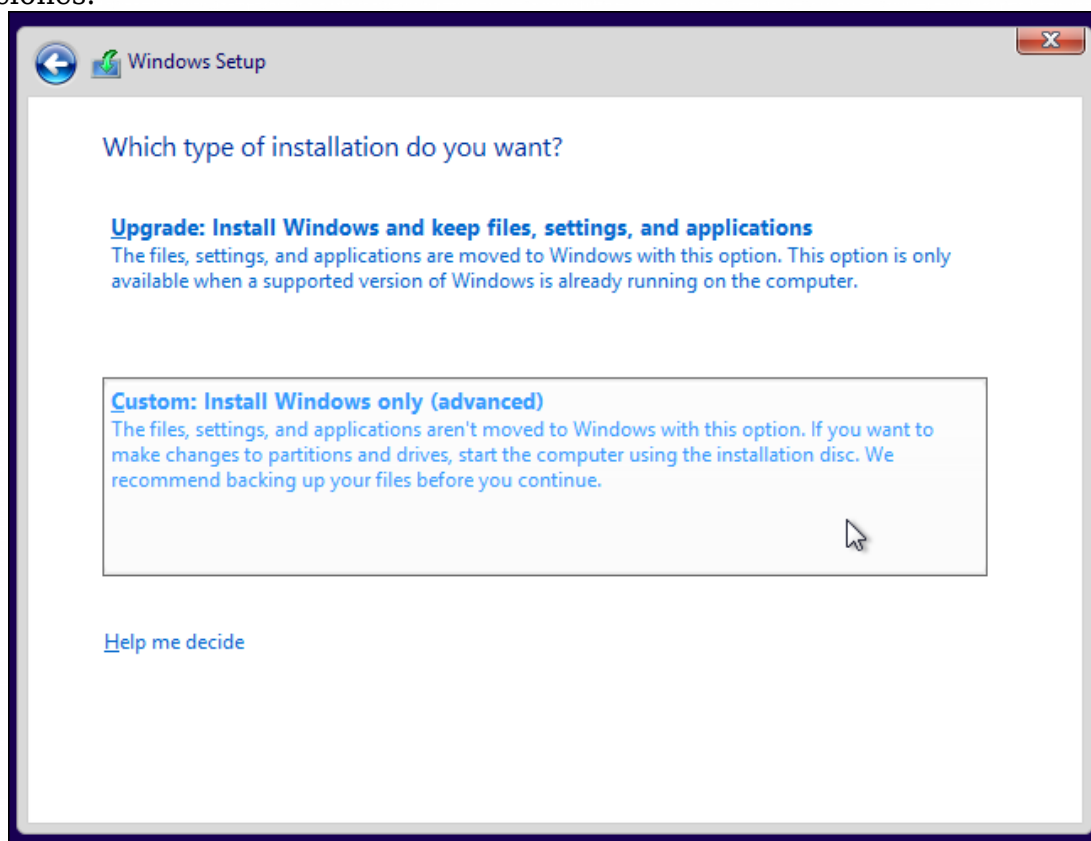 Windows Setup
Which type of installation do you want?
Upgrade: Install Windows and keep files, settings, and applications
The files, settings, and applications are moved to Windows with this option. This option is only
available when a supported version of Windows is already running on the computer.
Custom: Install Windows only (advanced)
The files, settings, and applications aren't moved to Windows with this option. If you want to
make changes to partitions and drives, start the computer using the installation disc. We
recommend backing up your files before you continue.
Help me decide